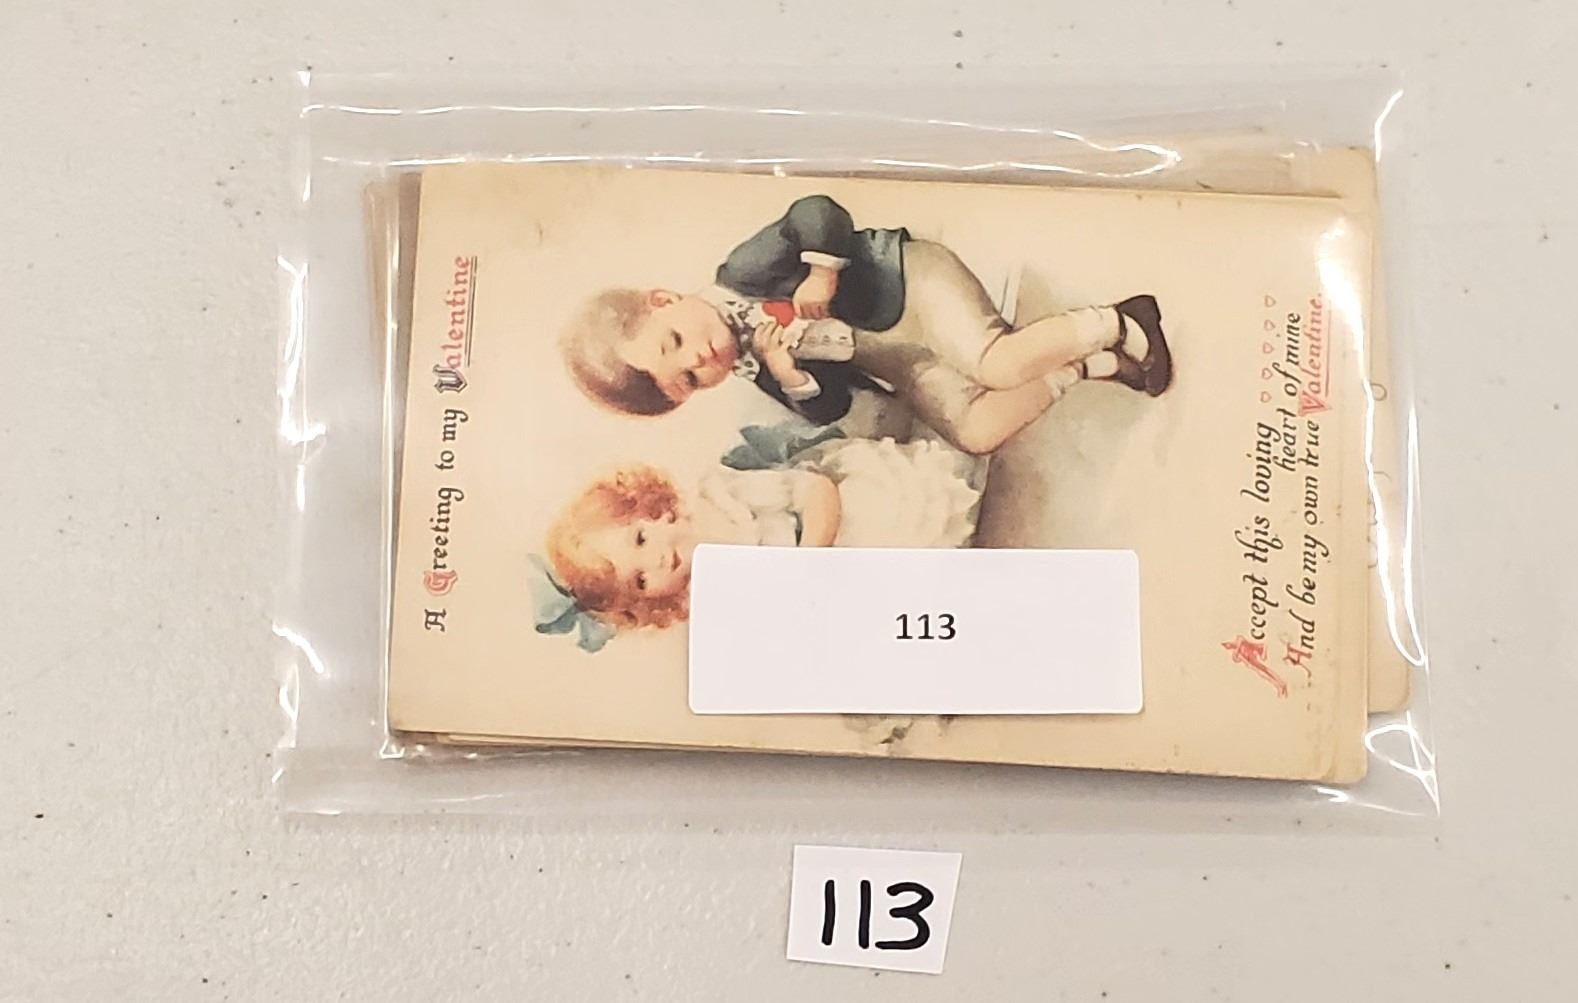 A Greeting to my Valentine
Accept this loving
heart of mine
And be my own true Valentine.
113
113